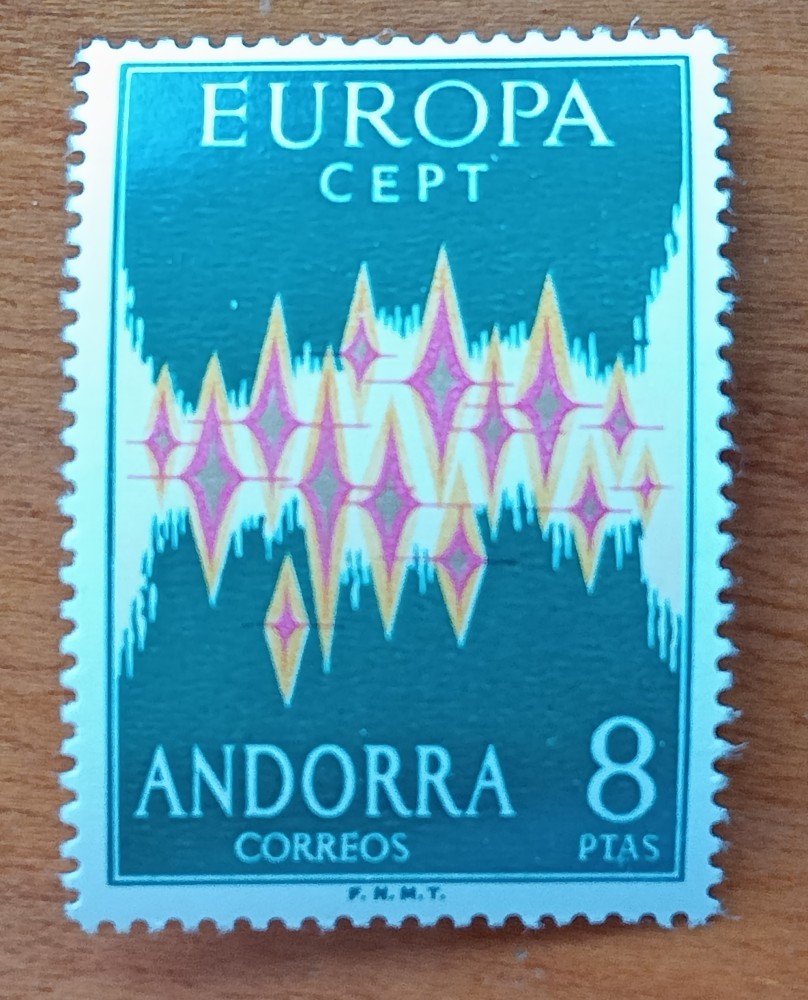 EUROPA
CEPT
ANDORRA
8
CORREOS
PTAS
F. N. M. T.